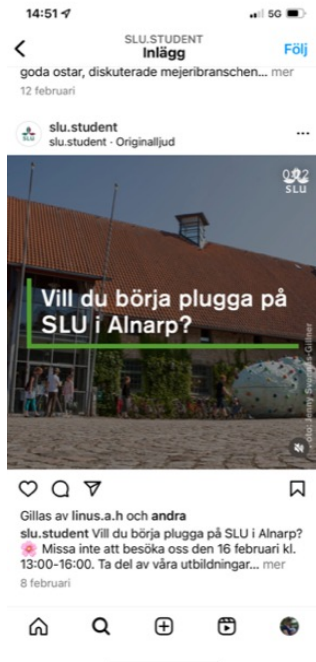 14:51
5G
SLU.STUDENT
Inlägg
Följ
goda ostar, diskuterade mejeribranschen... mer
12 februari
slu.student
slu.student · Originalljud
SLU
Vill du börja plugga på
SLU i Alnarp?
Gillas av linus.a.h och andra
slu.student Vill du börja plugga på SLU i Alnarp?
🌸 Missa inte att besöka oss den 16 februari kl.
13:00-16:00. Ta del av våra utbildningar... mer
8 februari